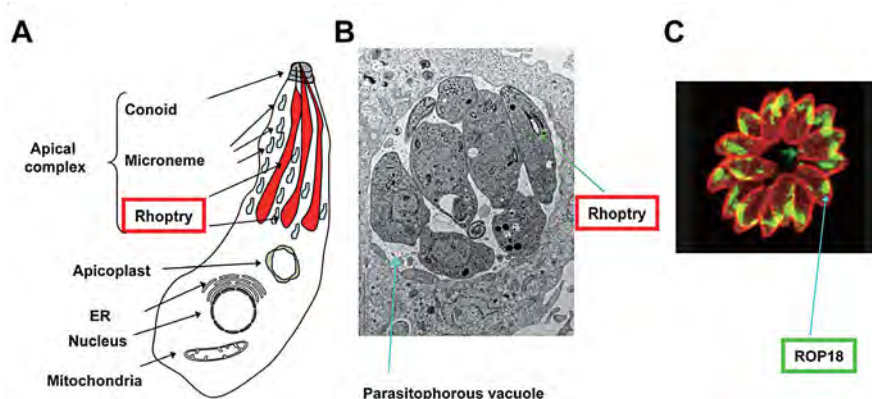 A
B
C
Conoid
Apical
complex
Microneme
Rhoptry
Rhoptry
Apicoplast
ER
Nucleus
Mitochondria
Parasitophorous vacuole
ROP18